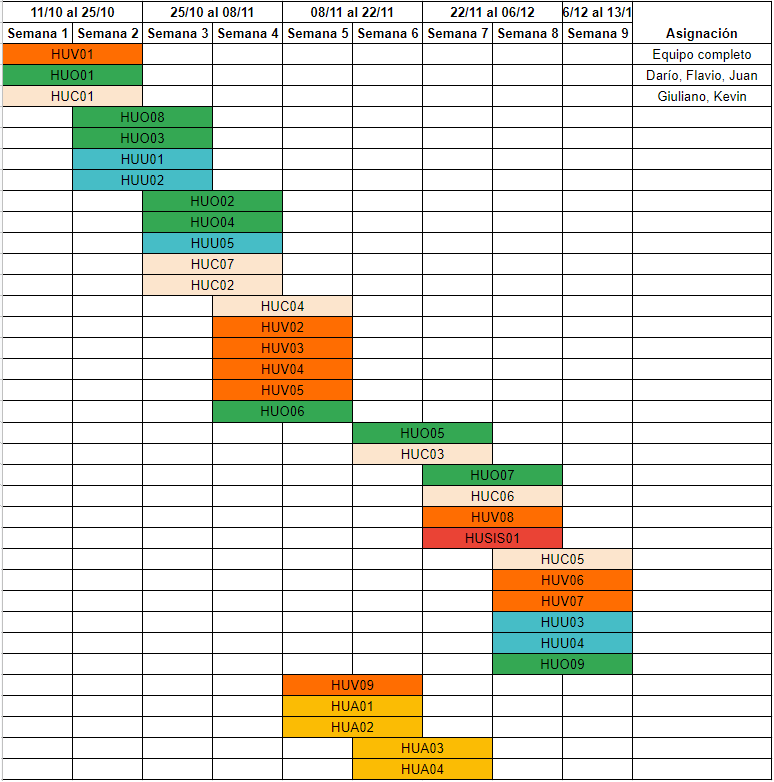 11/10 al 25/10 25/10 al 08/11 08/11 al 22/11 22/11 al 06/12 6/12 al 13/1
Semana 1 Semana 2 Semana 3 Semana 4 Semana 5 Semana 6 Semana 7 Semana 8 Semana 9 Asignación
HUV01 Equipo completo
HUO01 Darío, Flavio, Juan
HUC01 Giuliano, Kevin
HUO08
HUO03
HUU01
HUU02
HUO02
HUO04
HUU05
HUC07
HUC02
HUC04
HUV02
HUV03
HUV04
HUV05
HUO06
HUO05
HUC03
HUO07
HUC06
HUV08
HUSIS01
HUC05
HUV06
HUV07
HUU03
HUU04
HUO09
HUV09
HUA01
HUA02
HUA03
HUA04